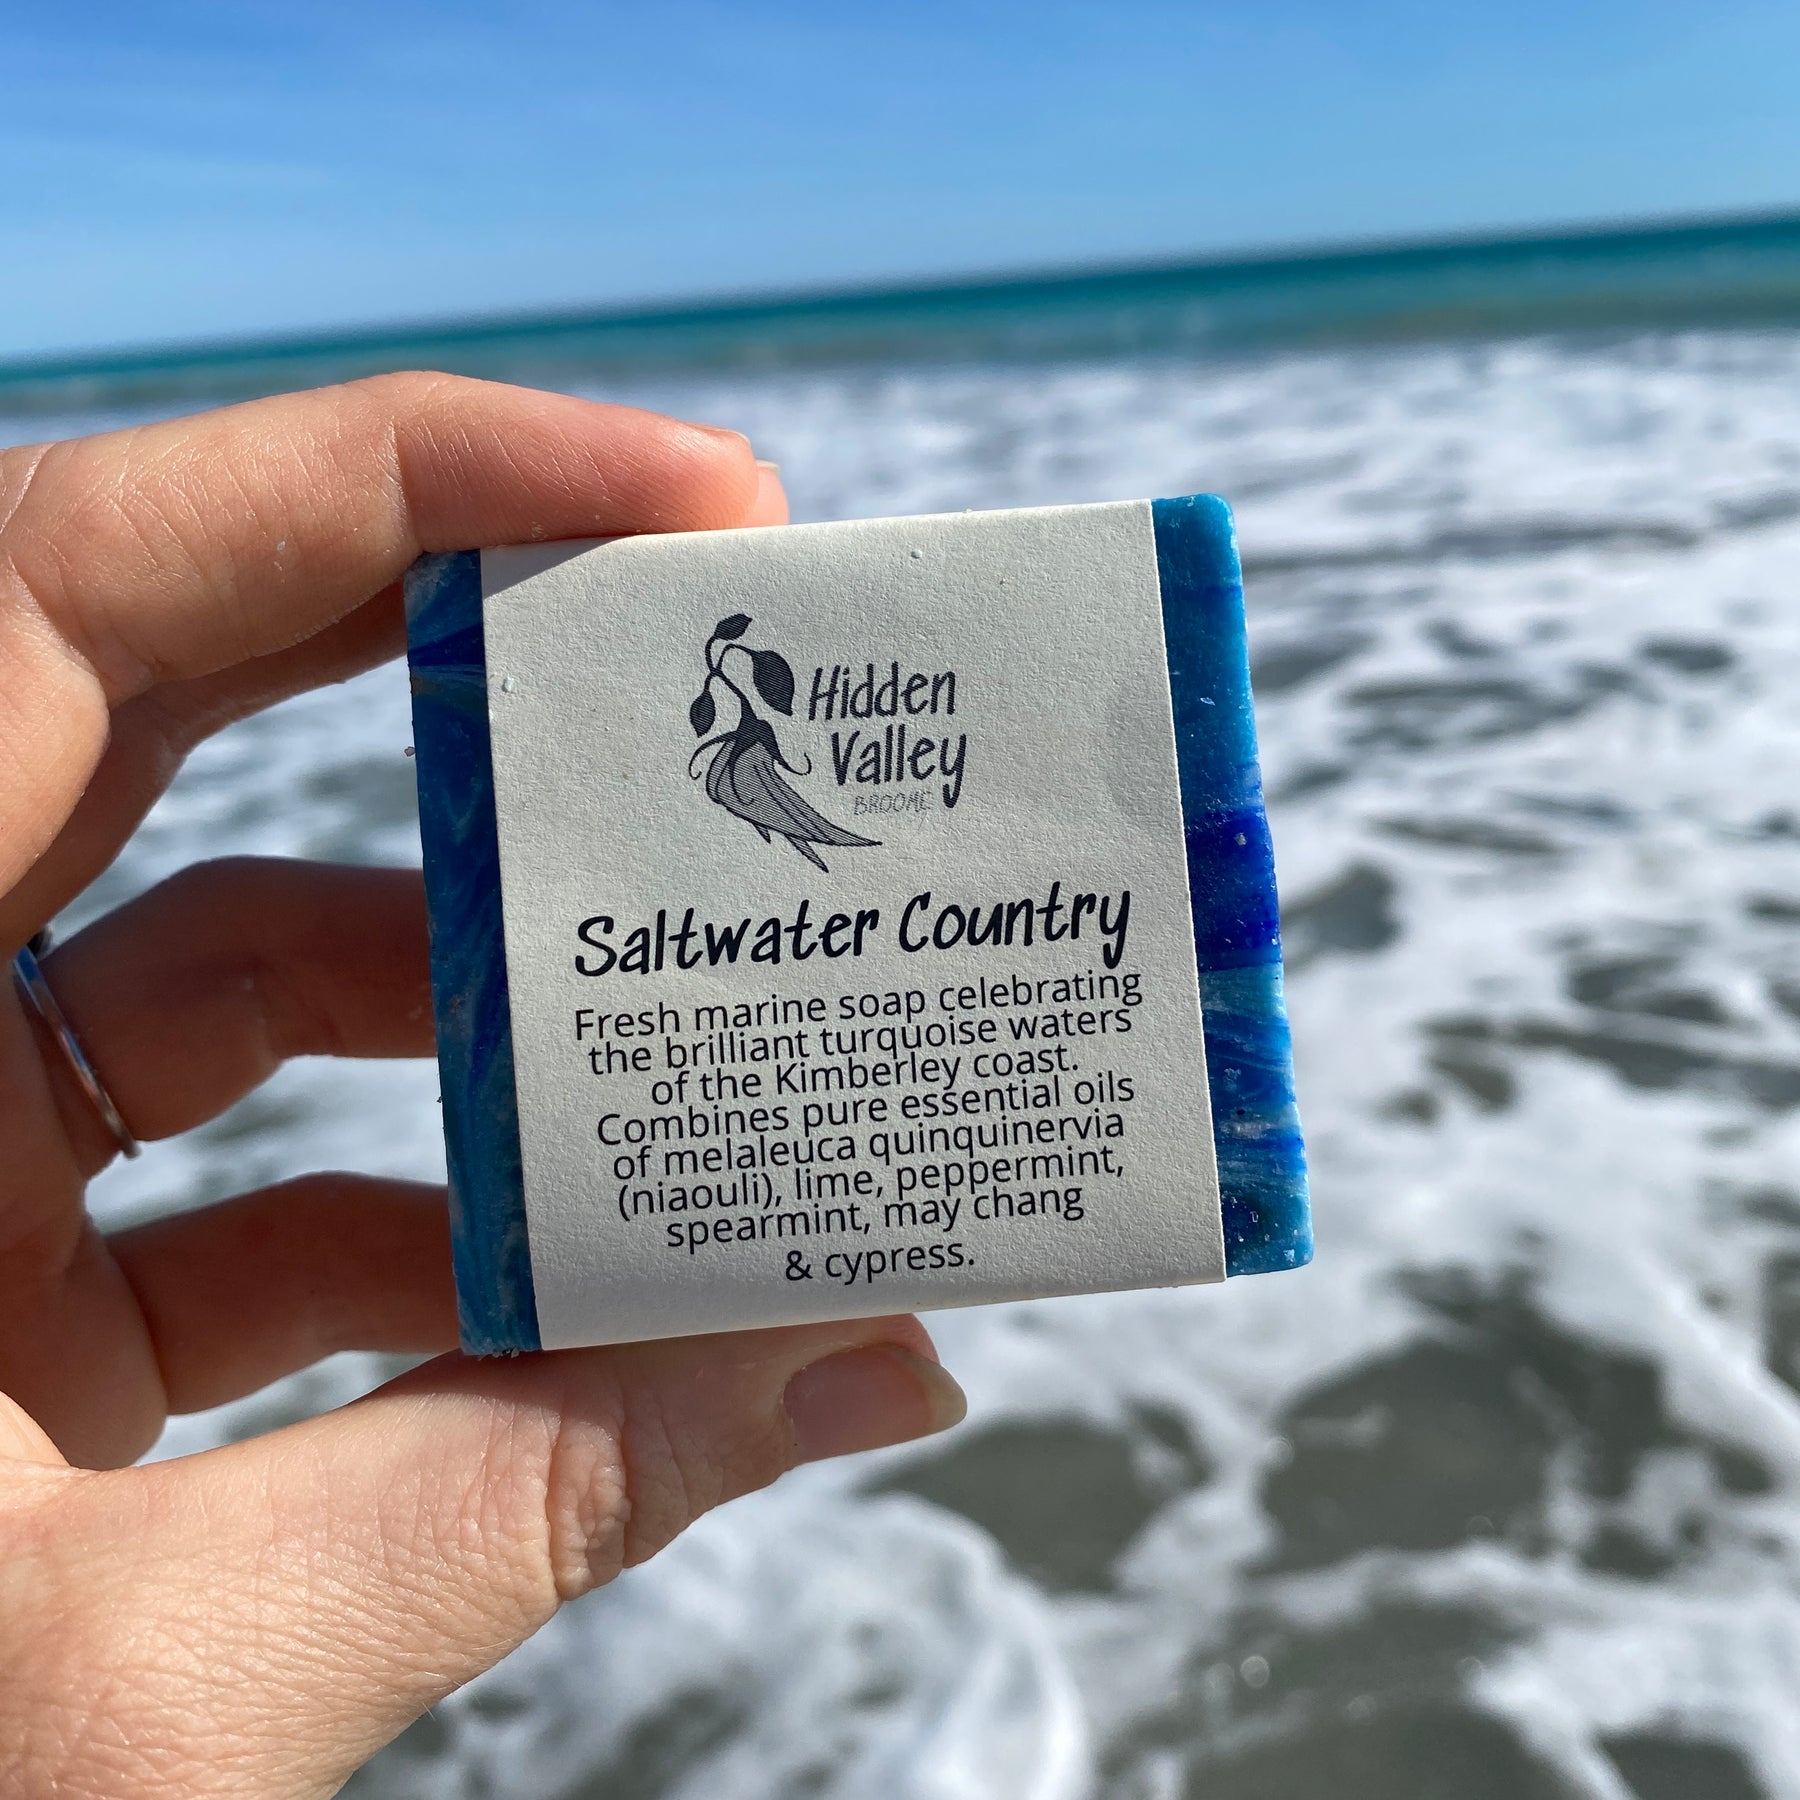 Hidden
Valley
BROOME
Saltwater Country
Fresh marine soap celebrating
the brilliant turquoise waters
of the Kimberley coast.
Combines pure essential oils
of melaleuca quinquinervia
(niaouli), lime, peppermint,
spearmint, may chang
& cypress.